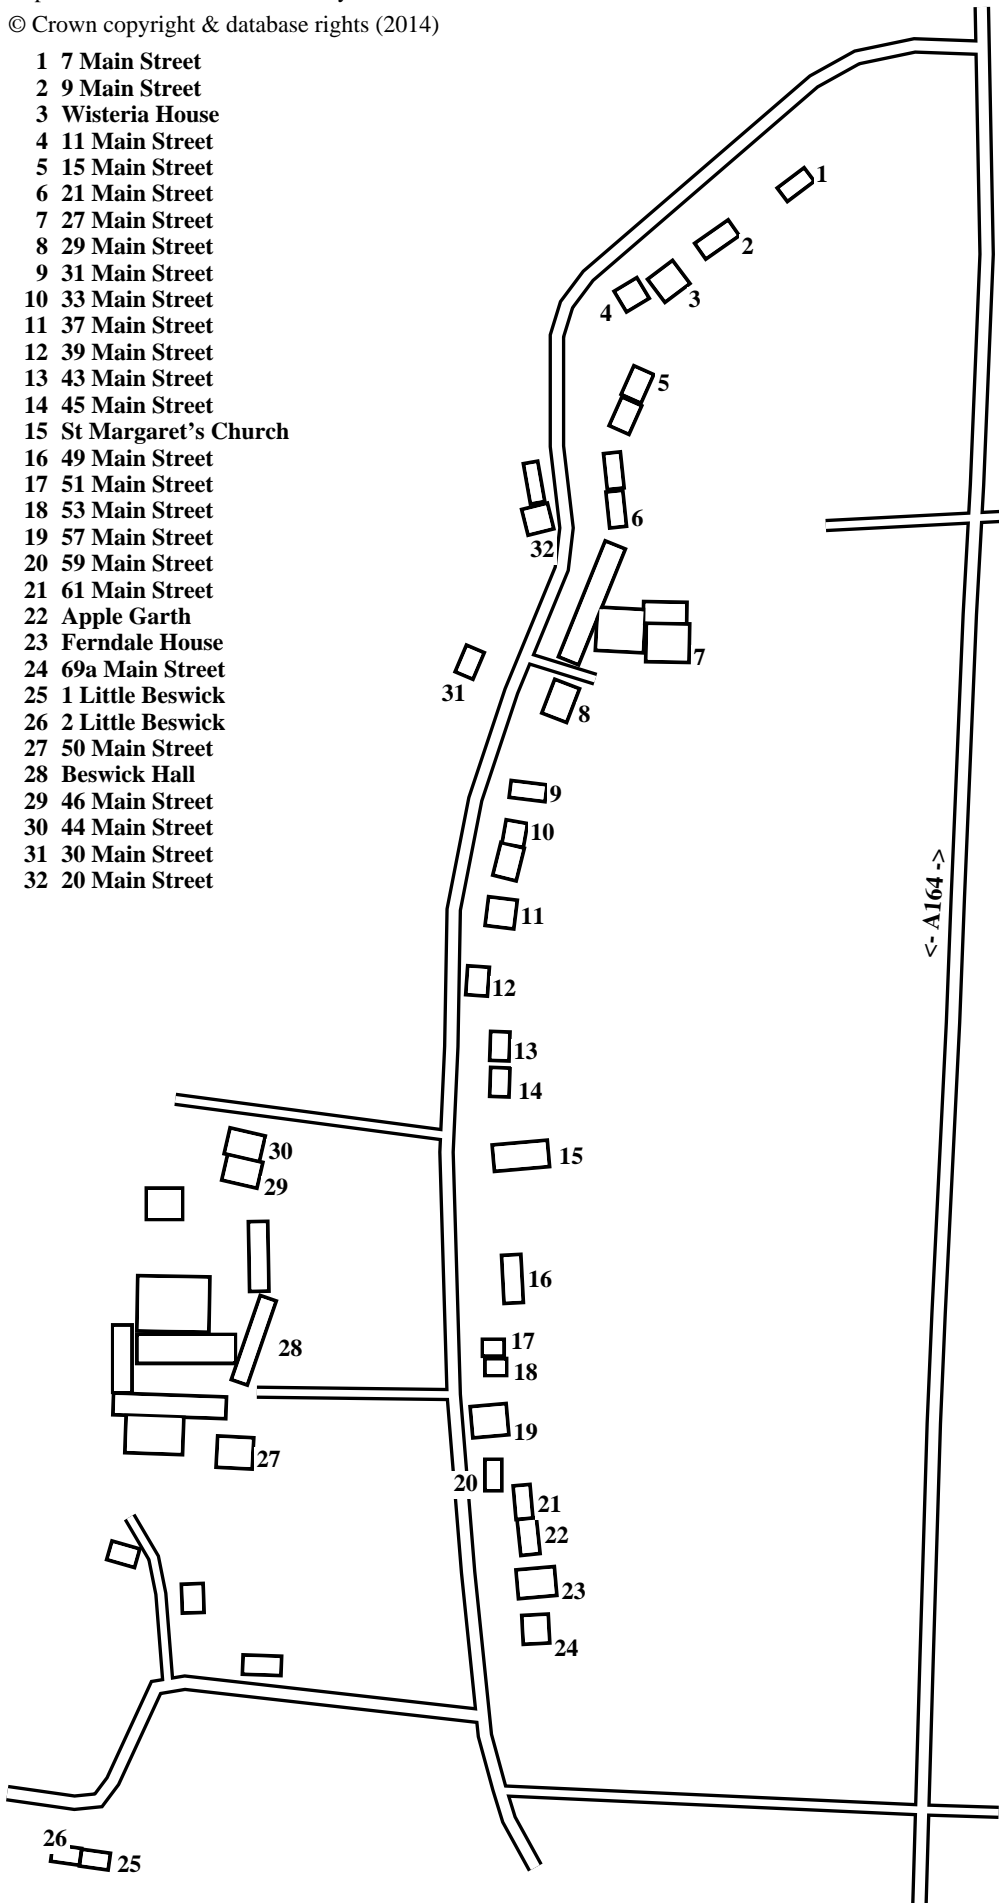 © Crown copyright & database rights (2014)
1 7 Main Street
2 9 Main Street
3 Wisteria House
4 11 Main Street
5 15 Main Street
6 21 Main Street
7 27 Main Street
8 29 Main Street
9 31 Main Street
10 33 Main Street
11 37 Main Street
12 39 Main Street
13 43 Main Street
14 45 Main Street
15 St Margaret's Church
16 49 Main Street
17 51 Main Street
18 53 Main Street
19 57 Main Street
20 59 Main Street
21 61 Main Street
22 Apple Garth
23 Ferndale House
24 69a Main Street
25 1 Little Beswick
26 2 Little Beswick
27 50 Main Street
28 Beswick Hall
29 46 Main Street
30 44 Main Street
31 30 Main Street
32 20 Main Street
1
2
3
4
5
6
32
7
31
8
9
10
11
<- A164 ->
12
13
14
30
15
29
16
28
17
18
19
27
20
21
22
23
24
26
25